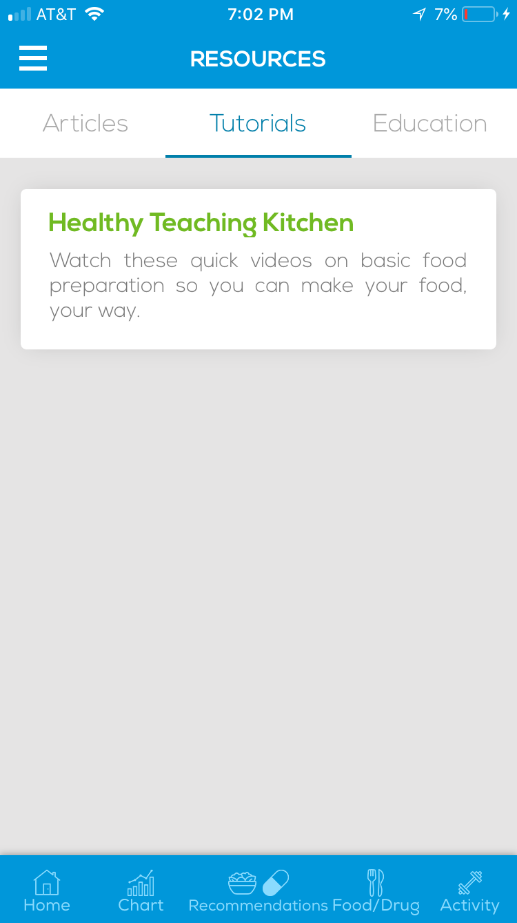 AT&T 7:02 PM 7%
RESOURCES
Articles Tutorials Education
Healthy Teaching Kitchen
Watch these quick videos on basic food
preparation so you can make your food,
your way.
Home Chart Recommendations Food/Drug Activity